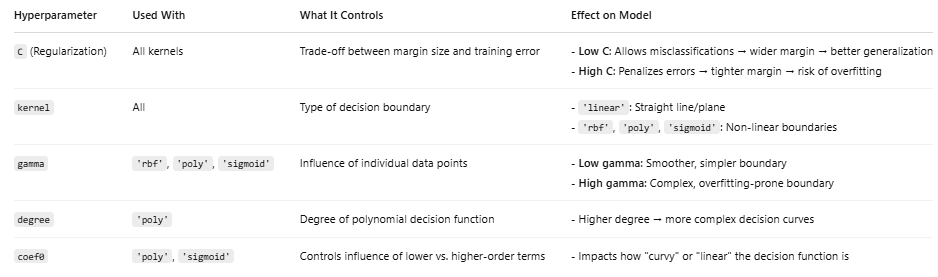 Hyperparameter Used With What It Controls Effect on Model
C (Regularization) All kernels Trade-off between margin size and training error - Low C: Allows misclassifications → wider margin → better generalization
- High C: Penalizes errors → tighter margin → risk of overfitting
kernel All Type of decision boundary - 'linear': Straight line/plane
- 'rbf', 'poly', 'sigmoid': Non-linear boundaries
gamma 'rbf', 'poly', 'sigmoid' Influence of individual data points - Low gamma: Smoother, simpler boundary
- High gamma: Complex, overfitting-prone boundary
degree 'poly' Degree of polynomial decision function - Higher degree → more complex decision curves
coef0 'poly', 'sigmoid' Controls influence of lower vs. higher-order terms - Impacts how "curvy" or "linear" the decision function is